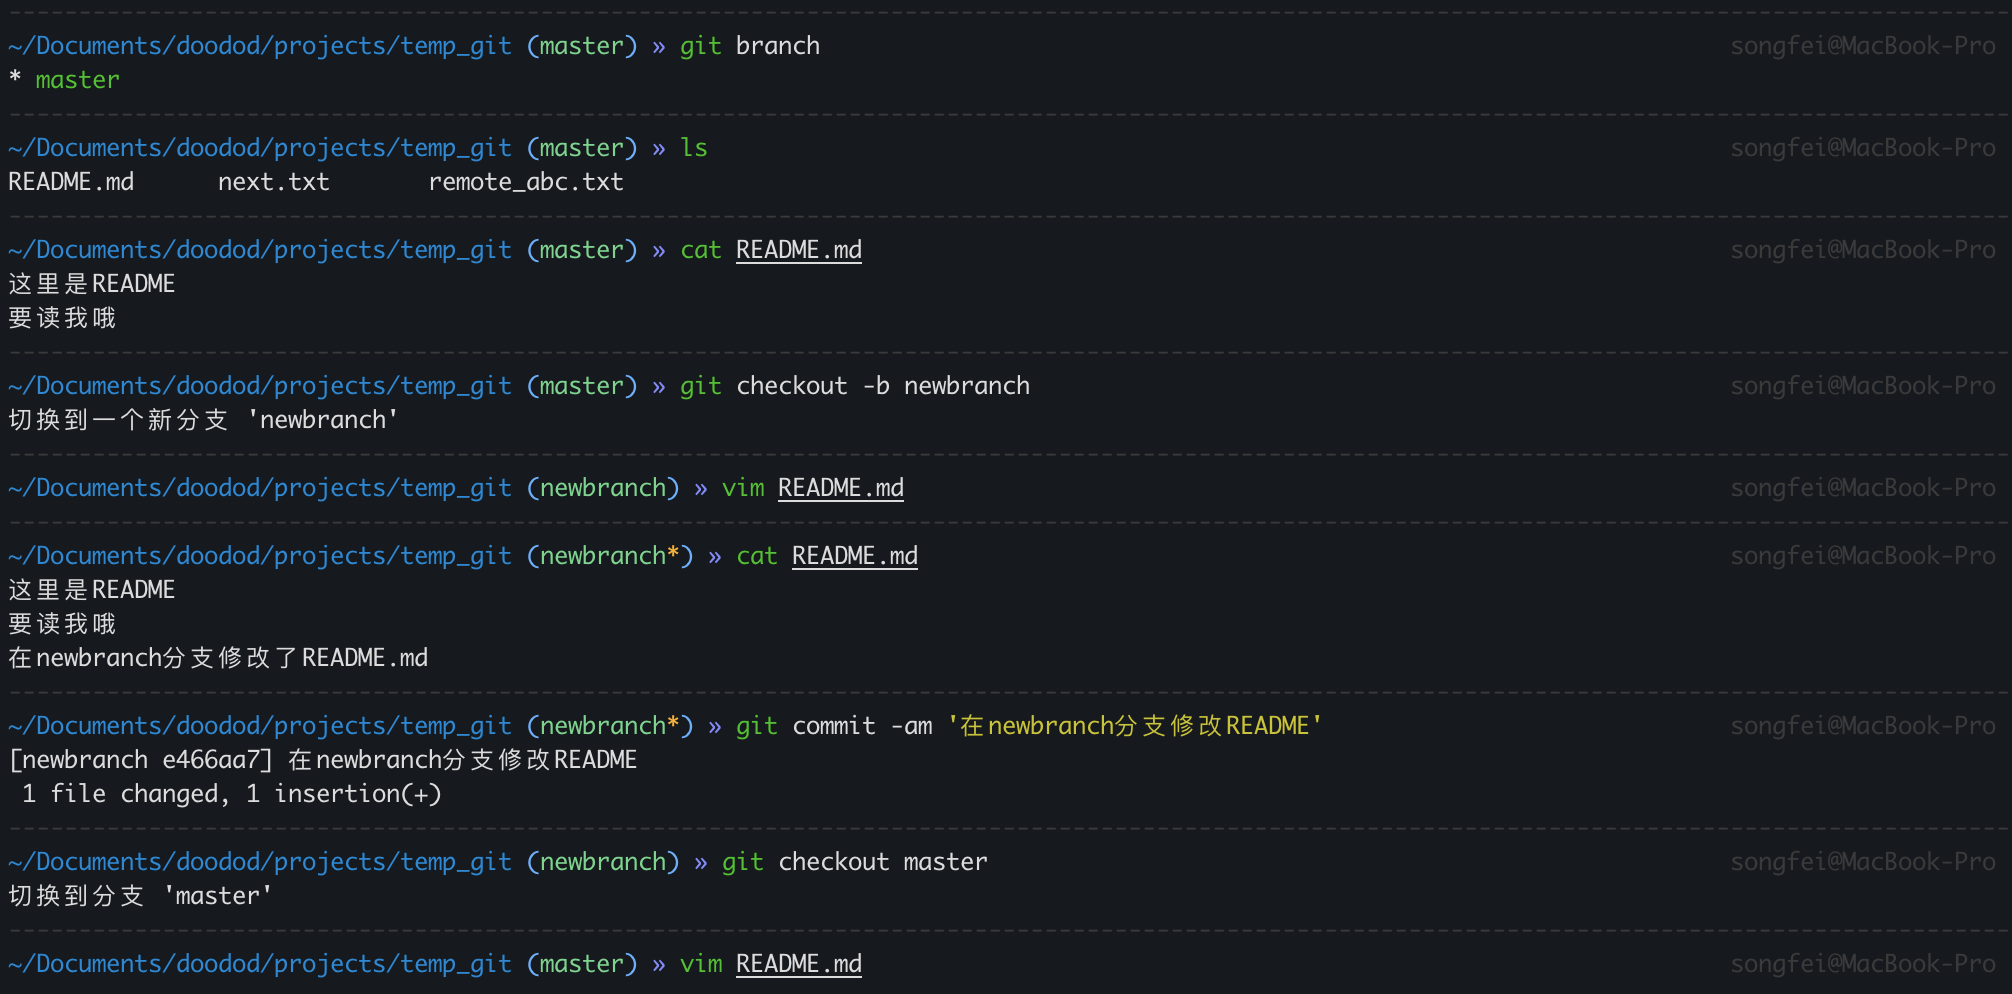 ~/Documents/doodod/projects/temp_git (master) » git branch songfei@MacBook-Pro
* master
~/Documents/doodod/projects/temp_git (master) » ls songfei@MacBook-Pro
README.md next.txt remote_abc.txt
~/Documents/doodod/projects/temp_git (master) » cat README.md songfei@MacBook-Pro
这里是README
要读我哦
~/Documents/doodod/projects/temp_git (master) » git checkout -b newbranch songfei@MacBook-Pro
切换到一个新分支 'newbranch'
~/Documents/doodod/projects/temp_git (newbranch) » vim README.md songfei@MacBook-Pro
~/Documents/doodod/projects/temp_git (newbranch*) » cat README.md songfei@MacBook-Pro
这里是README
要读我哦
在newbranch分支修改了README.md
~/Documents/doodod/projects/temp_git (newbranch*) » git commit -am '在newbranch分支修改README' songfei@MacBook-Pro
[newbranch e466aa7] 在newbranch分支修改README
1 file changed, 1 insertion(+)
~/Documents/doodod/projects/temp_git (newbranch) » git checkout master songfei@MacBook-Pro
切换到分支 'master'
~/Documents/doodod/projects/temp_git (master) » vim README.md songfei@MacBook-Pro